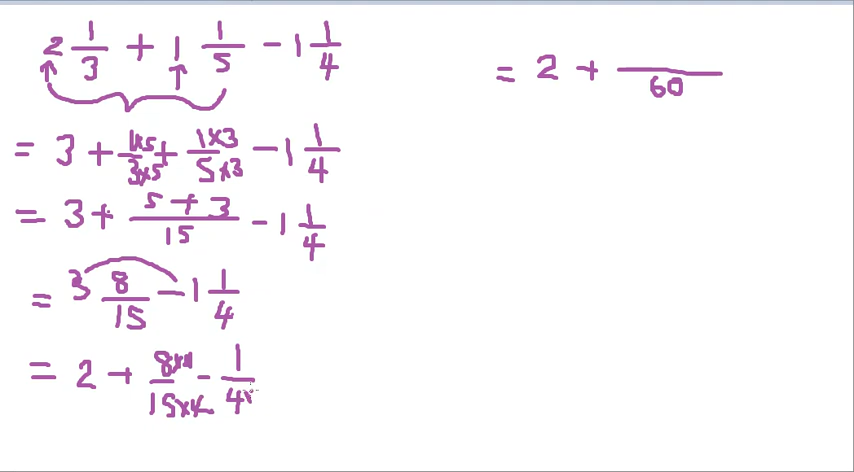 2 1/3 + 1 1/5 - 1 1/4
= 3 + 1×5/3×5 + 1×3/5×3 - 1 1/4
= 3 + 5+3/15 - 1 1/4
= 3 8/15 - 1 1/4
= 2 + 8×4/15×4 - 1/4×
= 2 + /60